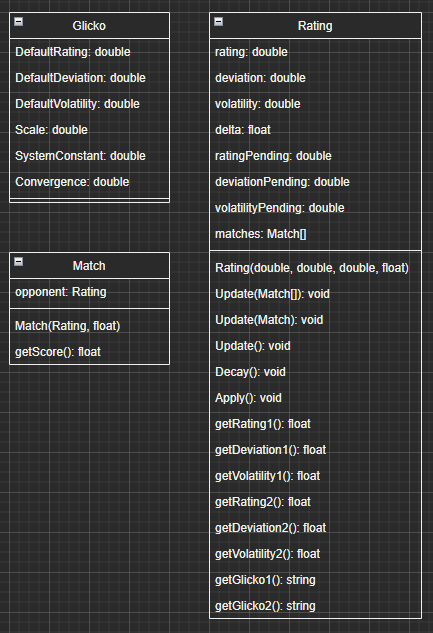 Glicko
DefaultRating: double
DefaultDeviation: double
DefaultVolatility: double
Scale: double
SystemConstant: double
Convergence: double
Match
opponent: Rating
Match(Rating, float)
getScore(): float
Rating
rating: double
deviation: double
volatility: double
delta: float
ratingPending: double
deviationPending: double
volatilityPending: double
matches: Match[]
Rating(double, double, double, float)
Update(Match[]): void
Update(Match): void
Update(): void
Decay(): void
Apply(): void
getRating1(): float
getDeviation1(): float
getVolatility1(): float
getRating2(): float
getDeviation2(): float
getVolatility2(): float
getGlicko1(): string
getGlicko2(): string